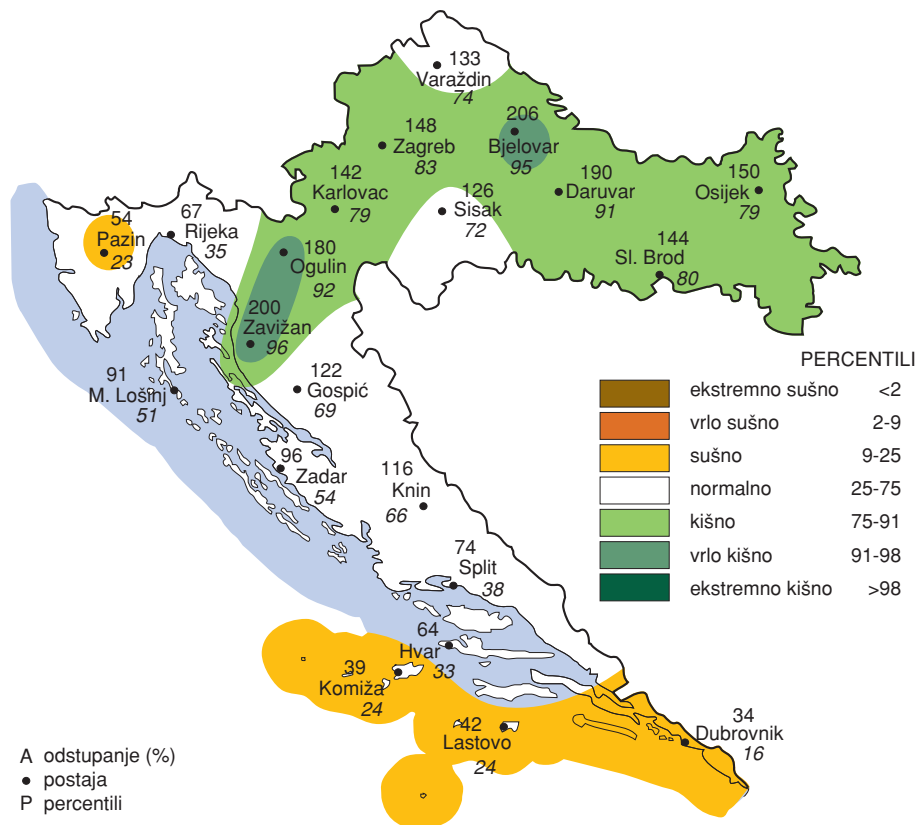 133
Varaždin
74
206
Bjelovar
95
148
Zagreb
83
142
Karlovac
79
190
Daruvar
91
150
Osijek
79
126
Sisak
72
54
Pazin
23
67
Rijeka
35
180
Ogulin
92
144
Sl. Brod
80
200
Zavižan
96
91
M. Lošinj
51
122
Gospić
69
96
Zadar
54
116
Knin
66
74
Split
38
64
Hvar
33
39
Komiža
24
42
Lastovo
24
34
Dubrovnik
16
PERCENTILI
ekstremno sušno <2
vrlo sušno 2-9
sušno 9-25
normalno 25-75
kišno 75-91
vrlo kišno 91-98
ekstremno kišno >98
A odstupanje (%)
● postaja
P percentili